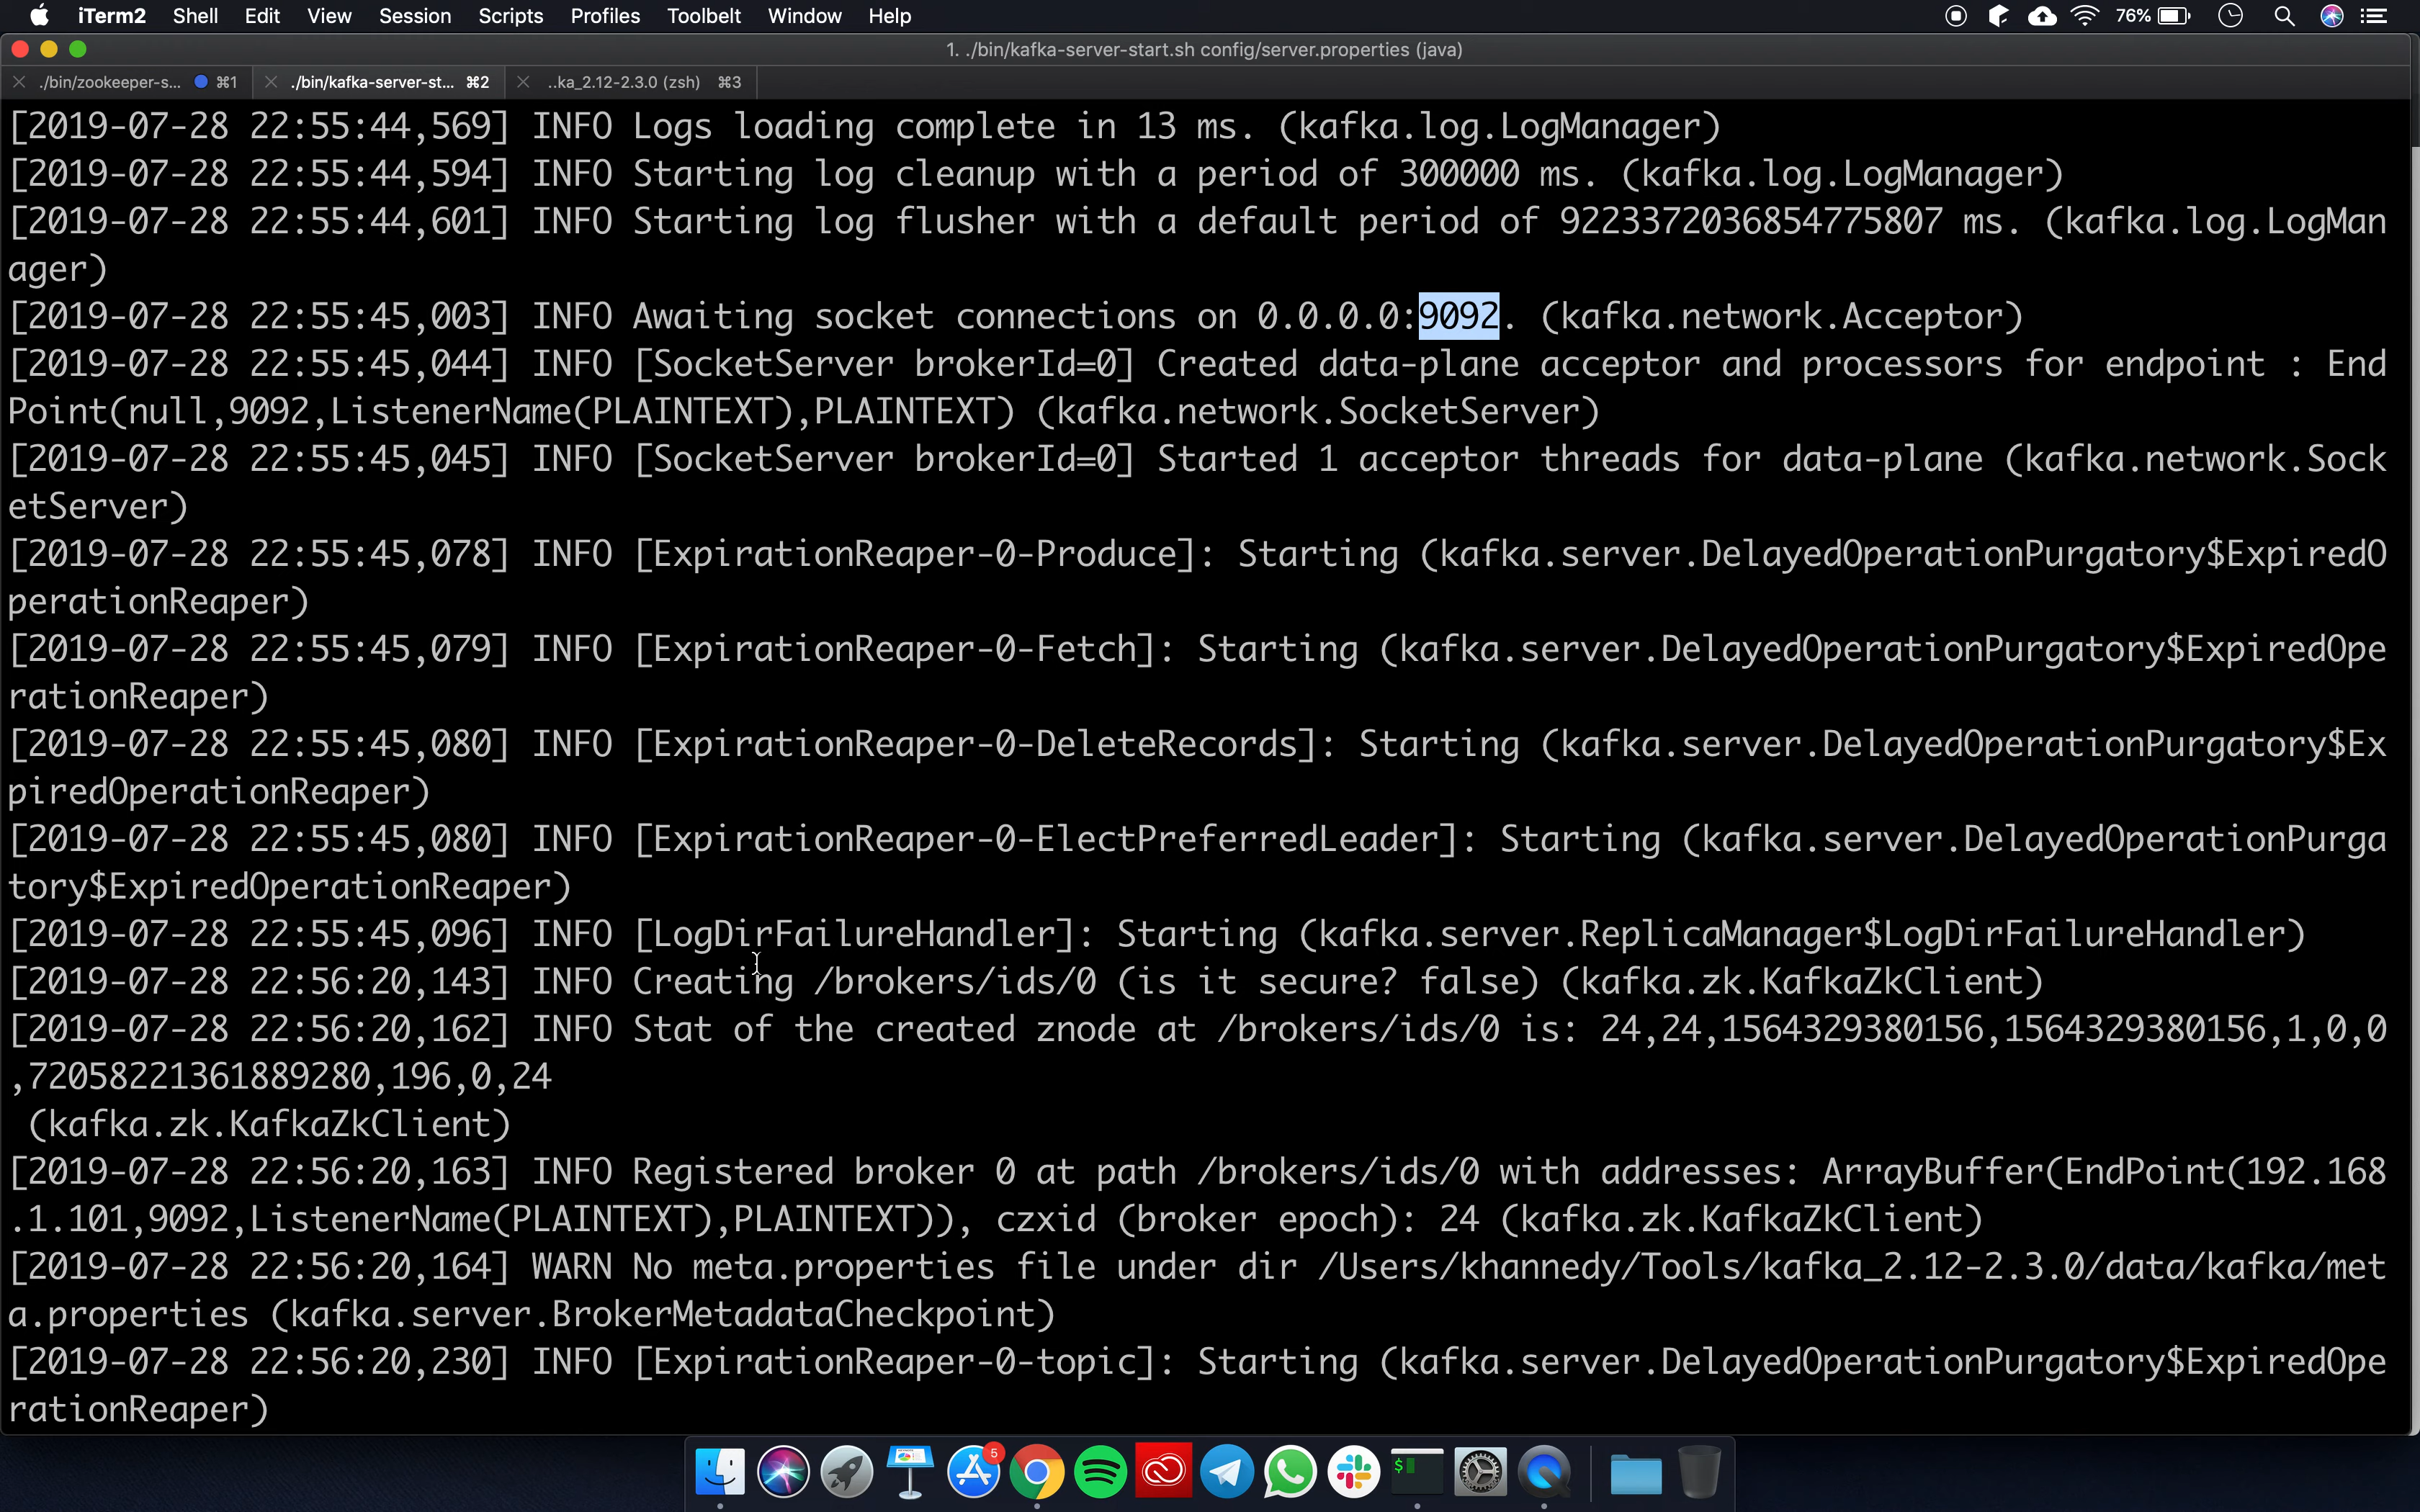 iTerm2 Shell Edit View Session Scripts Profiles Toolbelt Window Help 76%
1. ./bin/kafka-server-start.sh config/server.properties (java)
./bin/zookeeper-s... ⌘1 ./bin/kafka-server-st... ⌘2 ..ka_2.12-2.3.0 (zsh) ⌘3
[2019-07-28 22:55:44,569] INFO Logs loading complete in 13 ms. (kafka.log.LogManager)
[2019-07-28 22:55:44,594] INFO Starting log cleanup with a period of 300000 ms. (kafka.log.LogManager)
[2019-07-28 22:55:44,601] INFO Starting log flusher with a default period of 9223372036854775807 ms. (kafka.log.LogMan
ager)
[2019-07-28 22:55:45,003] INFO Awaiting socket connections on 0.0.0.0:9092. (kafka.network.Acceptor)
[2019-07-28 22:55:45,044] INFO [SocketServer brokerId=0] Created data-plane acceptor and processors for endpoint : End
Point(null,9092,ListenerName(PLAINTEXT),PLAINTEXT) (kafka.network.SocketServer)
[2019-07-28 22:55:45,045] INFO [SocketServer brokerId=0] Started 1 acceptor threads for data-plane (kafka.network.Sock
etServer)
[2019-07-28 22:55:45,078] INFO [ExpirationReaper-0-Produce]: Starting (kafka.server.DelayedOperationPurgatory$ExpiredO
perationReaper)
[2019-07-28 22:55:45,079] INFO [ExpirationReaper-0-Fetch]: Starting (kafka.server.DelayedOperationPurgatory$ExpiredOpe
rationReaper)
[2019-07-28 22:55:45,080] INFO [ExpirationReaper-0-DeleteRecords]: Starting (kafka.server.DelayedOperationPurgatory$Ex
piredOperationReaper)
[2019-07-28 22:55:45,080] INFO [ExpirationReaper-0-ElectPreferredLeader]: Starting (kafka.server.DelayedOperationPurga
tory$ExpiredOperationReaper)
[2019-07-28 22:55:45,096] INFO [LogDirFailureHandler]: Starting (kafka.server.ReplicaManager$LogDirFailureHandler)
[2019-07-28 22:56:20,143] INFO Creating /brokers/ids/0 (is it secure? false) (kafka.zk.KafkaZkClient)
[2019-07-28 22:56:20,162] INFO Stat of the created znode at /brokers/ids/0 is: 24,24,1564329380156,1564329380156,1,0,0
,72058221361889280,196,0,24
(kafka.zk.KafkaZkClient)
[2019-07-28 22:56:20,163] INFO Registered broker 0 at path /brokers/ids/0 with addresses: ArrayBuffer(EndPoint(192.168
.1.101,9092,ListenerName(PLAINTEXT),PLAINTEXT)), czxid (broker epoch): 24 (kafka.zk.KafkaZkClient)
[2019-07-28 22:56:20,164] WARN No meta.properties file under dir /Users/khannedy/Tools/kafka_2.12-2.3.0/data/kafka/met
a.properties (kafka.server.BrokerMetadataCheckpoint)
[2019-07-28 22:56:20,230] INFO [ExpirationReaper-0-topic]: Starting (kafka.server.DelayedOperationPurgatory$ExpiredOpe
rationReaper)
5
$